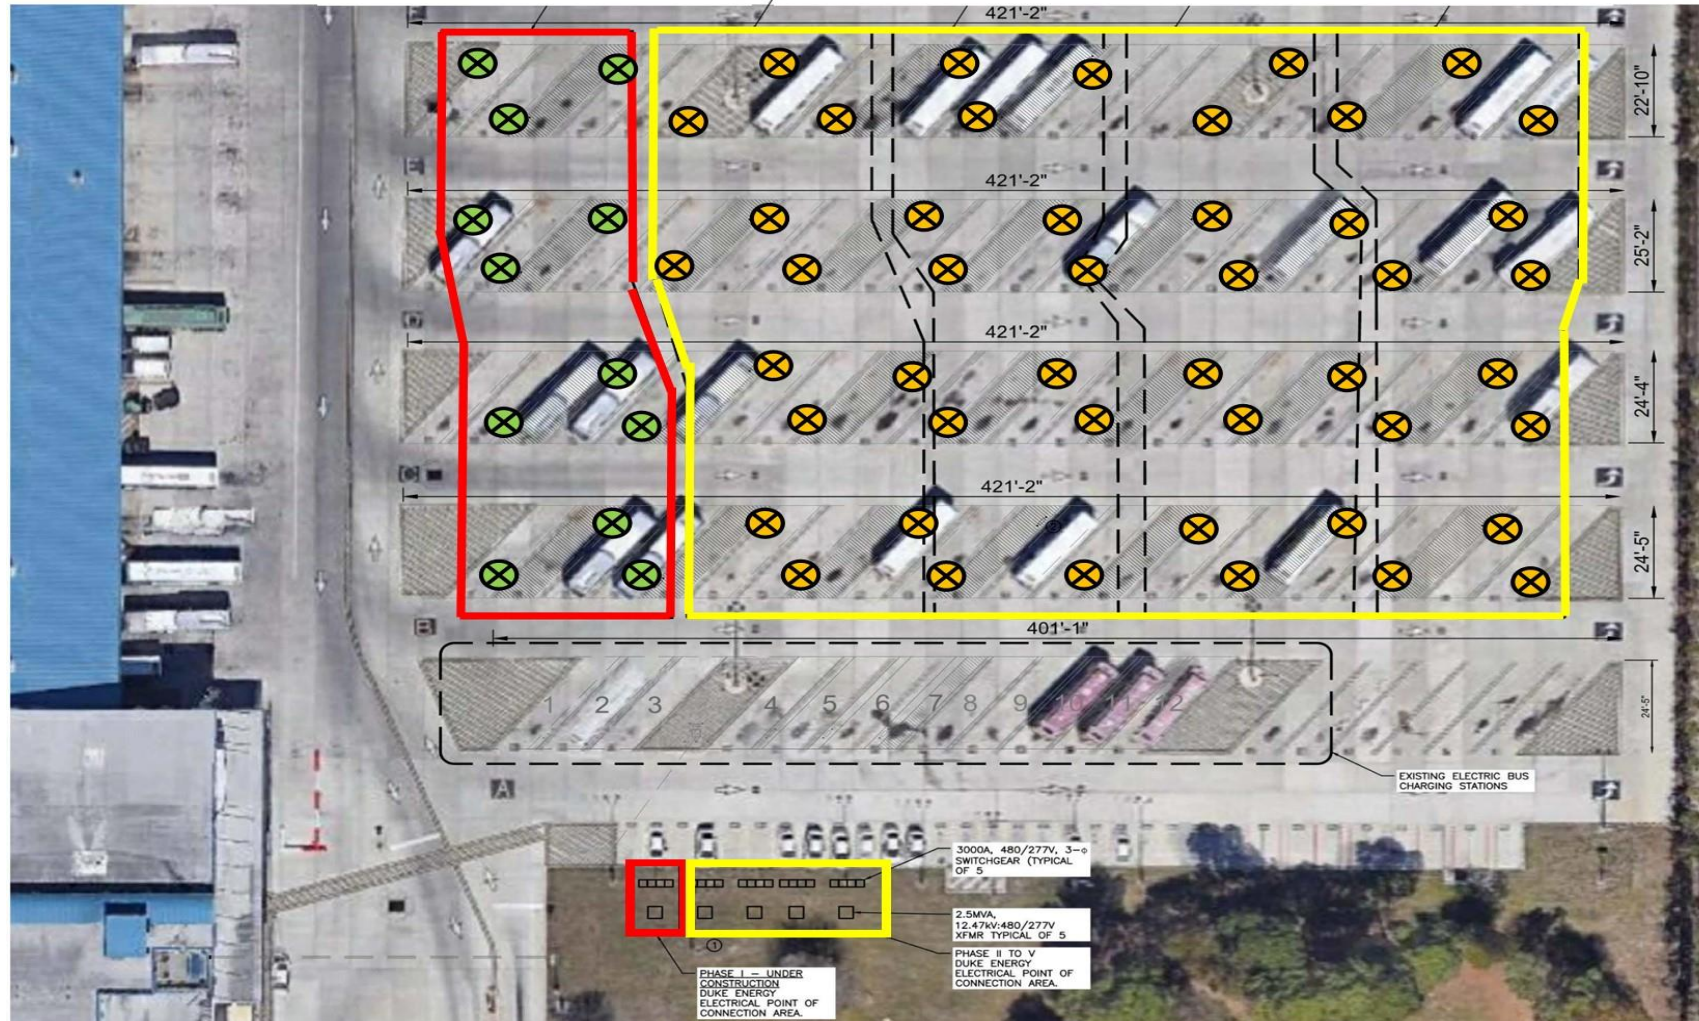 421'-2"
22'-10"
421'-2"
25'-2"
421'-2"
24'-4"
421'-2"
24'-5"
B
401'-1"
1 2 3 4 5 6 7 8 9 10 11 12
24'-5"
EXISTING ELECTRIC BUS
CHARGING STATIONS
A
3000A, 480/277V, 3-ϕ
SWITCHGEAR (TYPICAL
OF 5
2.5MVA,
12.47kV:480/277V
XFMR TYPICAL OF 5
1
PHASE II TO V
DUKE ENERGY
ELECTRICAL POINT OF
CONNECTION AREA.
PHASE I – UNDER
CONSTRUCTION
DUKE ENERGY
ELECTRICAL POINT OF
CONNECTION AREA.